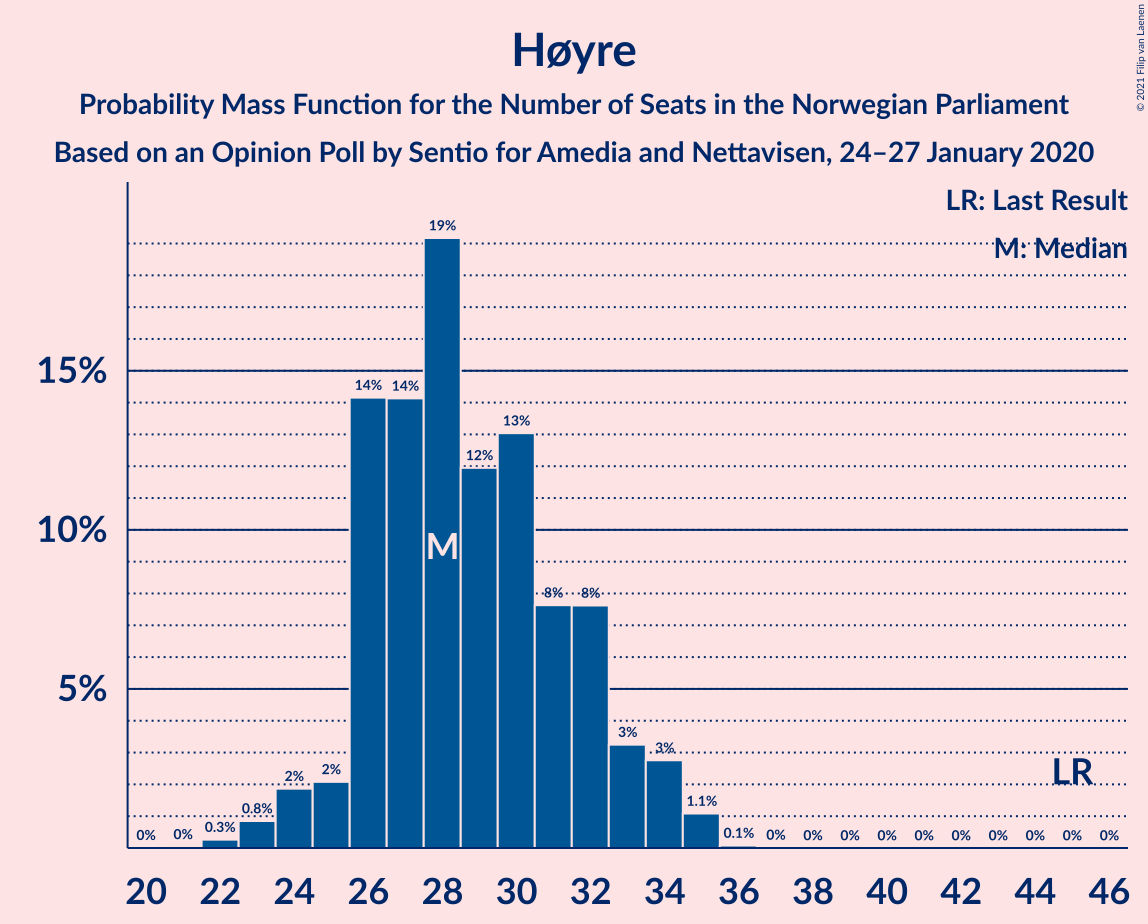 Høyre
Probability Mass Function for the Number of Seats in the Norwegian Parliament
Based on an Opinion Poll by Sentio for Amedia and Nettavisen, 24–27 January 2020
© 2021 Filip van Laenen
LR: Last Result
M: Median
15%
10%
5%
0% 0% 0.3% 0.8% 2% 2% 14% 14% 19% 12% 13% 8% 8% 3% 3% 1.1% 0.1% 0% 0% 0% 0% 0% 0% 0% 0% 0% 0%
M
LR
20 22 24 26 28 30 32 34 36 38 40 42 44 46